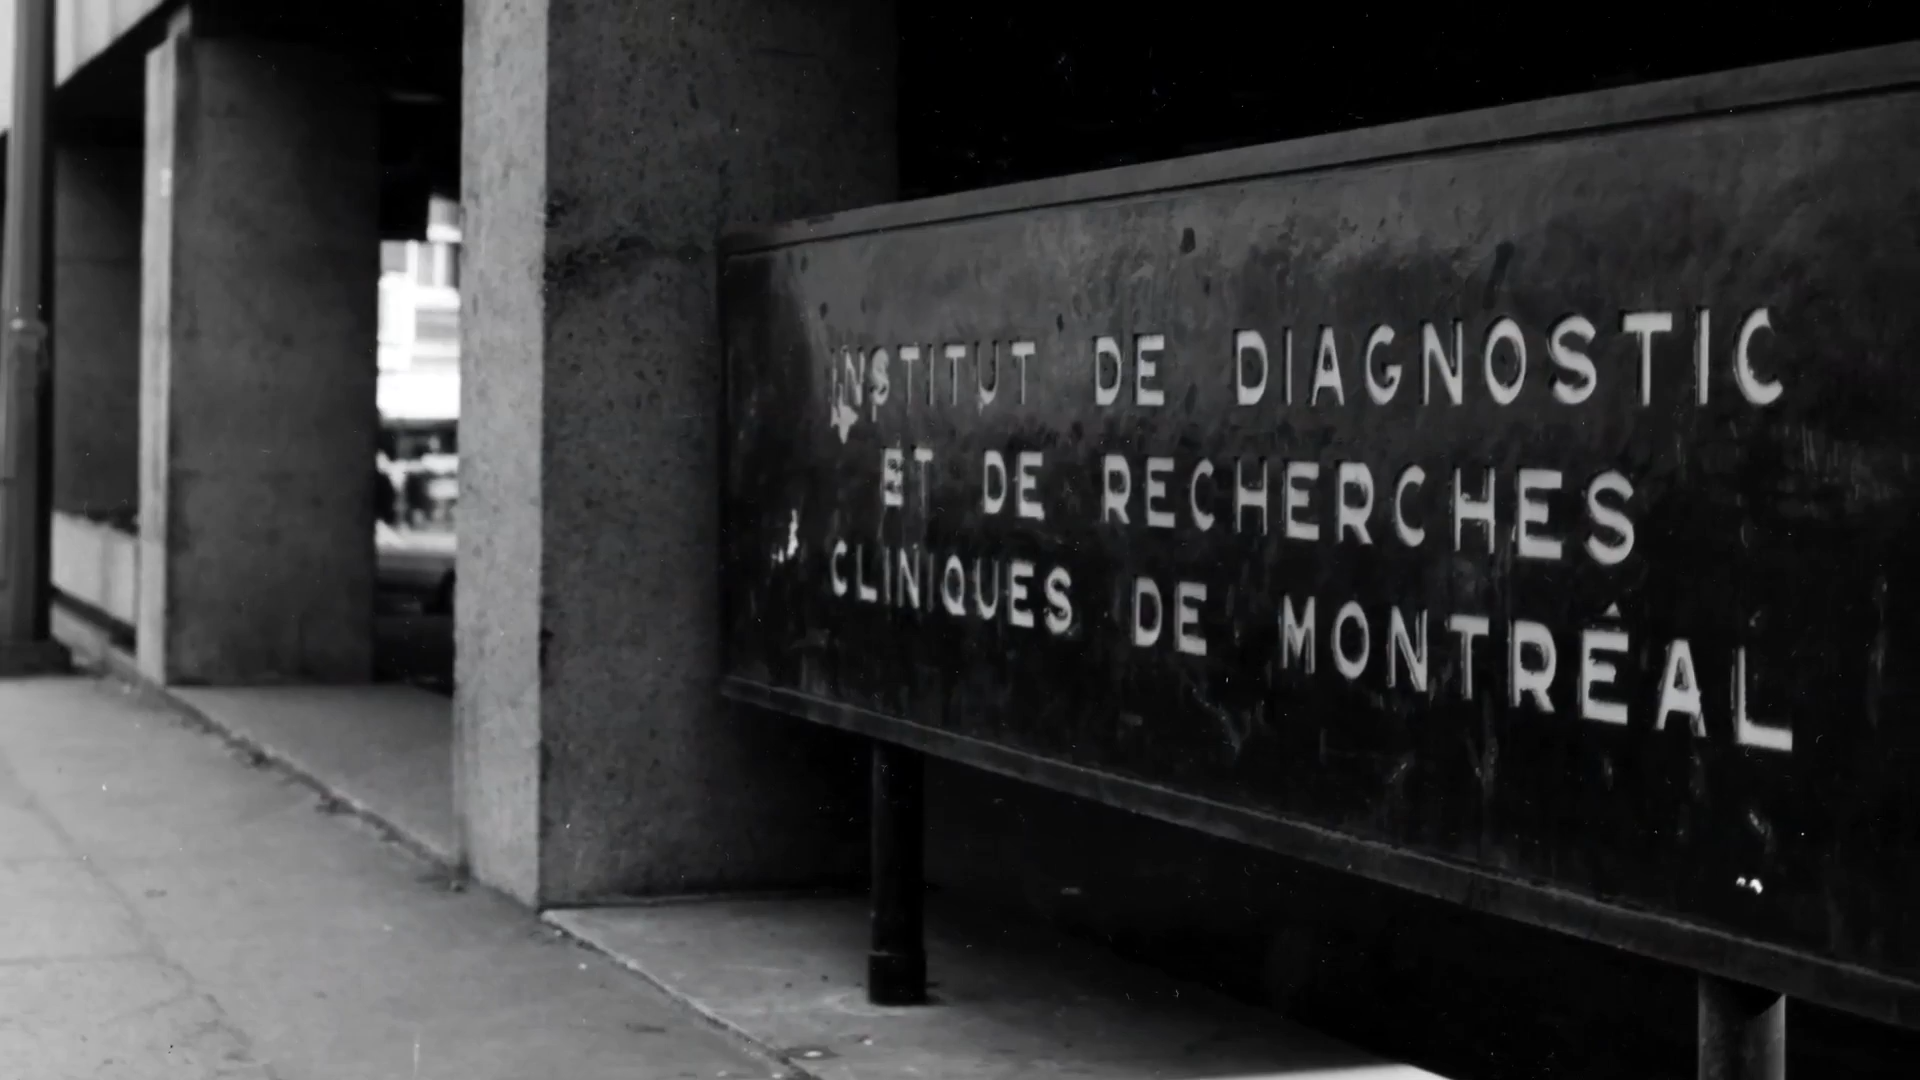 INSTITUT DE DIAGNOSTIC
ET DE RECHERCHES
CLINIQUES DE MONTRÉAL